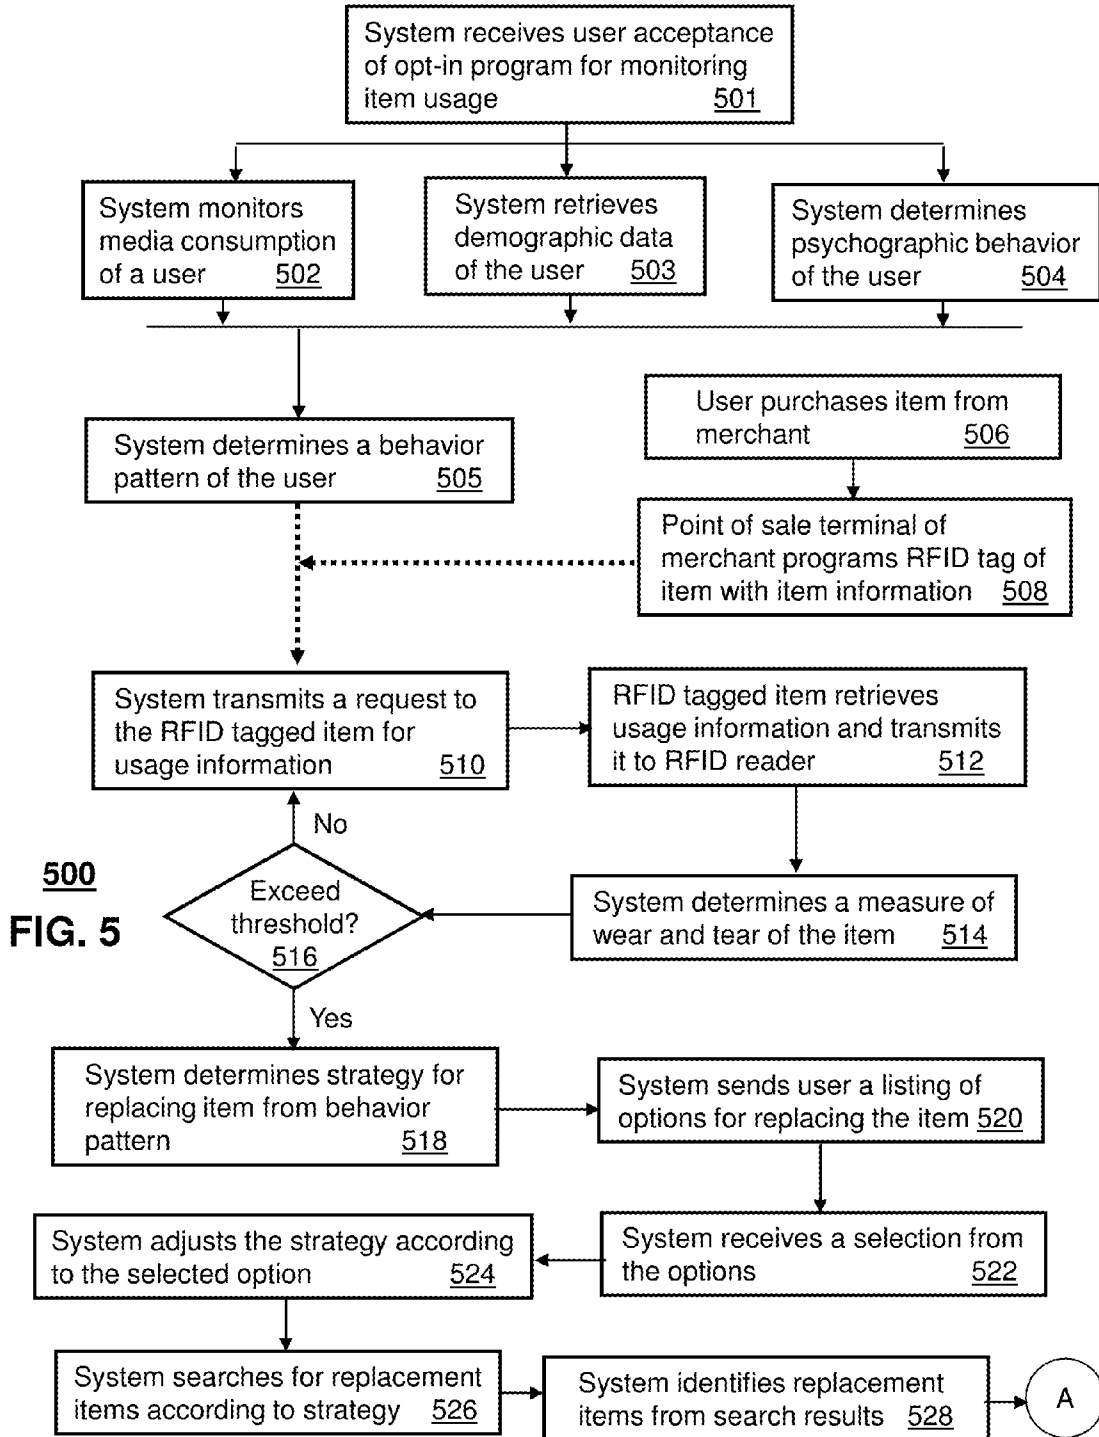 System receives user acceptance
of opt-in program for monitoring
item usage 501
System monitors
media consumption
of a user 502
System retrieves
demographic data
of the user 503
System determines
psychographic behavior
of the user 504
User purchases item from
merchant 506
System determines a behavior
pattern of the user 505
Point of sale terminal of
merchant programs RFID tag of
item with item information 508
System transmits a request to
the RFID tagged item for
usage information 510
RFID tagged item retrieves
usage information and transmits
it to RFID reader 512
No
500
FIG. 5
Exceed
threshold?
516
System determines a measure of
wear and tear of the item 514
Yes
System determines strategy for
replacing item from behavior
pattern 518
System sends user a listing of
options for replacing the item 520
System adjusts the strategy according
to the selected option 524
System receives a selection from
the options 522
System searches for replacement
items according to strategy 526
System identifies replacement
items from search results 528
A